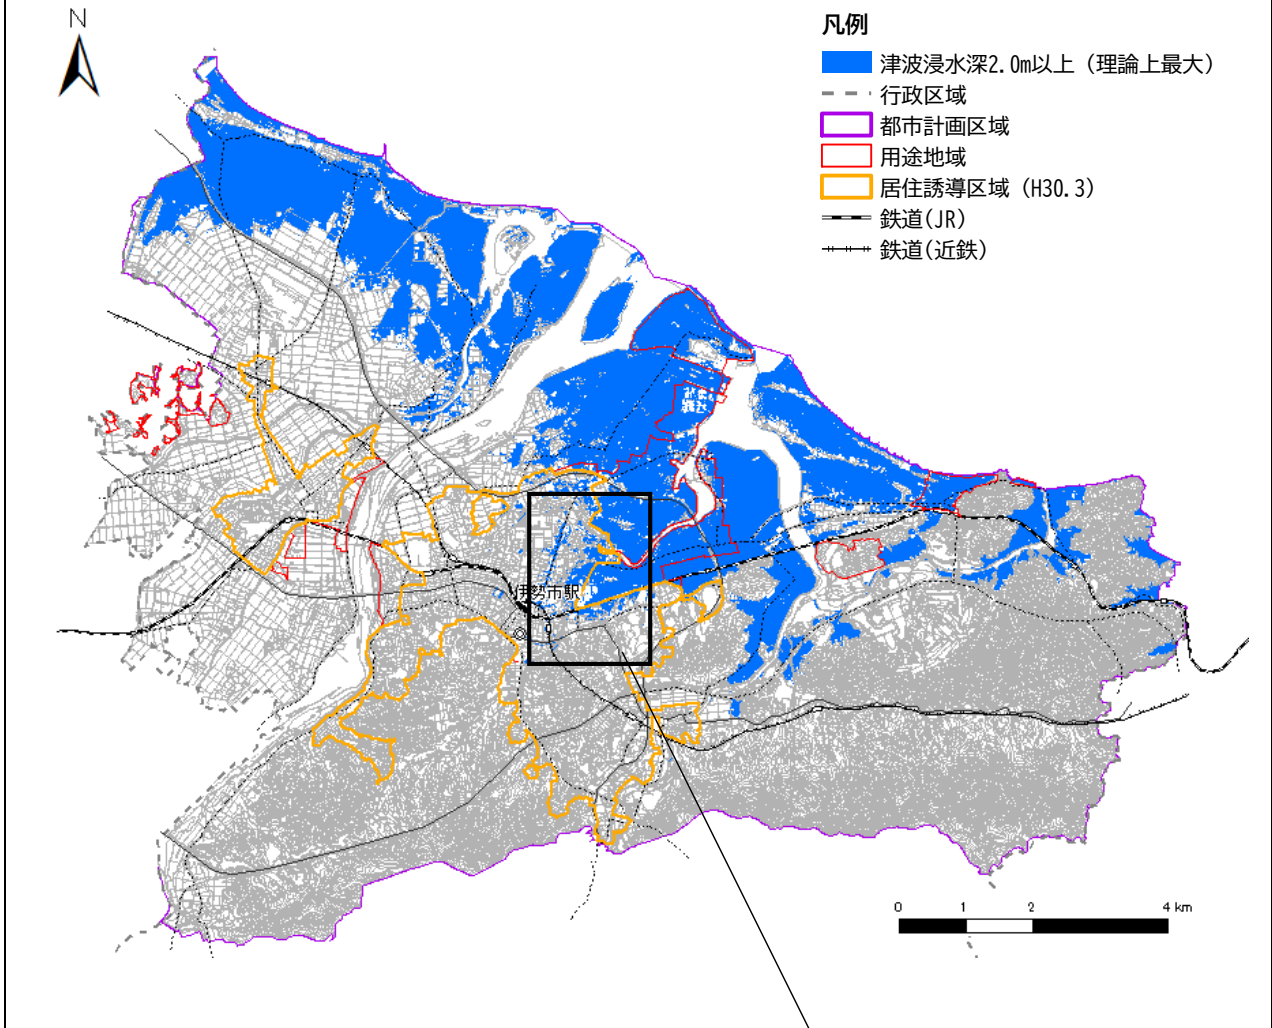 N
凡例
津波浸水深2.0m以上（理論上最大）
行政区域
都市計画区域
用途地域
居住誘導区域（H30.3）
鉄道(JR)
鉄道(近鉄)
伊勢市駅
0 1 2 4 km